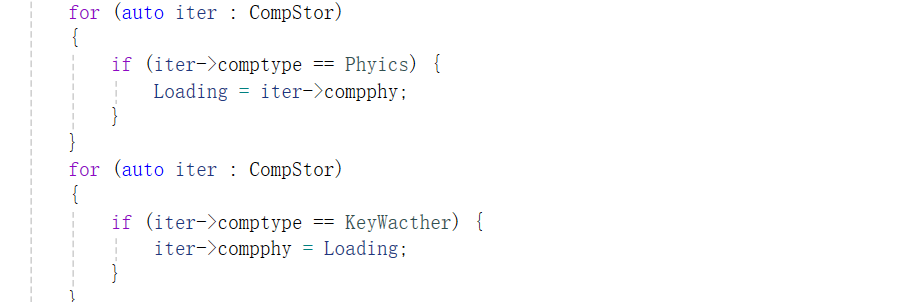 for (auto iter : CompStor)
{
if (iter->comptype == Phyics) {
Loading = iter->compphy;
}
}
for (auto iter : CompStor)
{
if (iter->comptype == KeyWacther) {
iter->compphy = Loading;
}
}